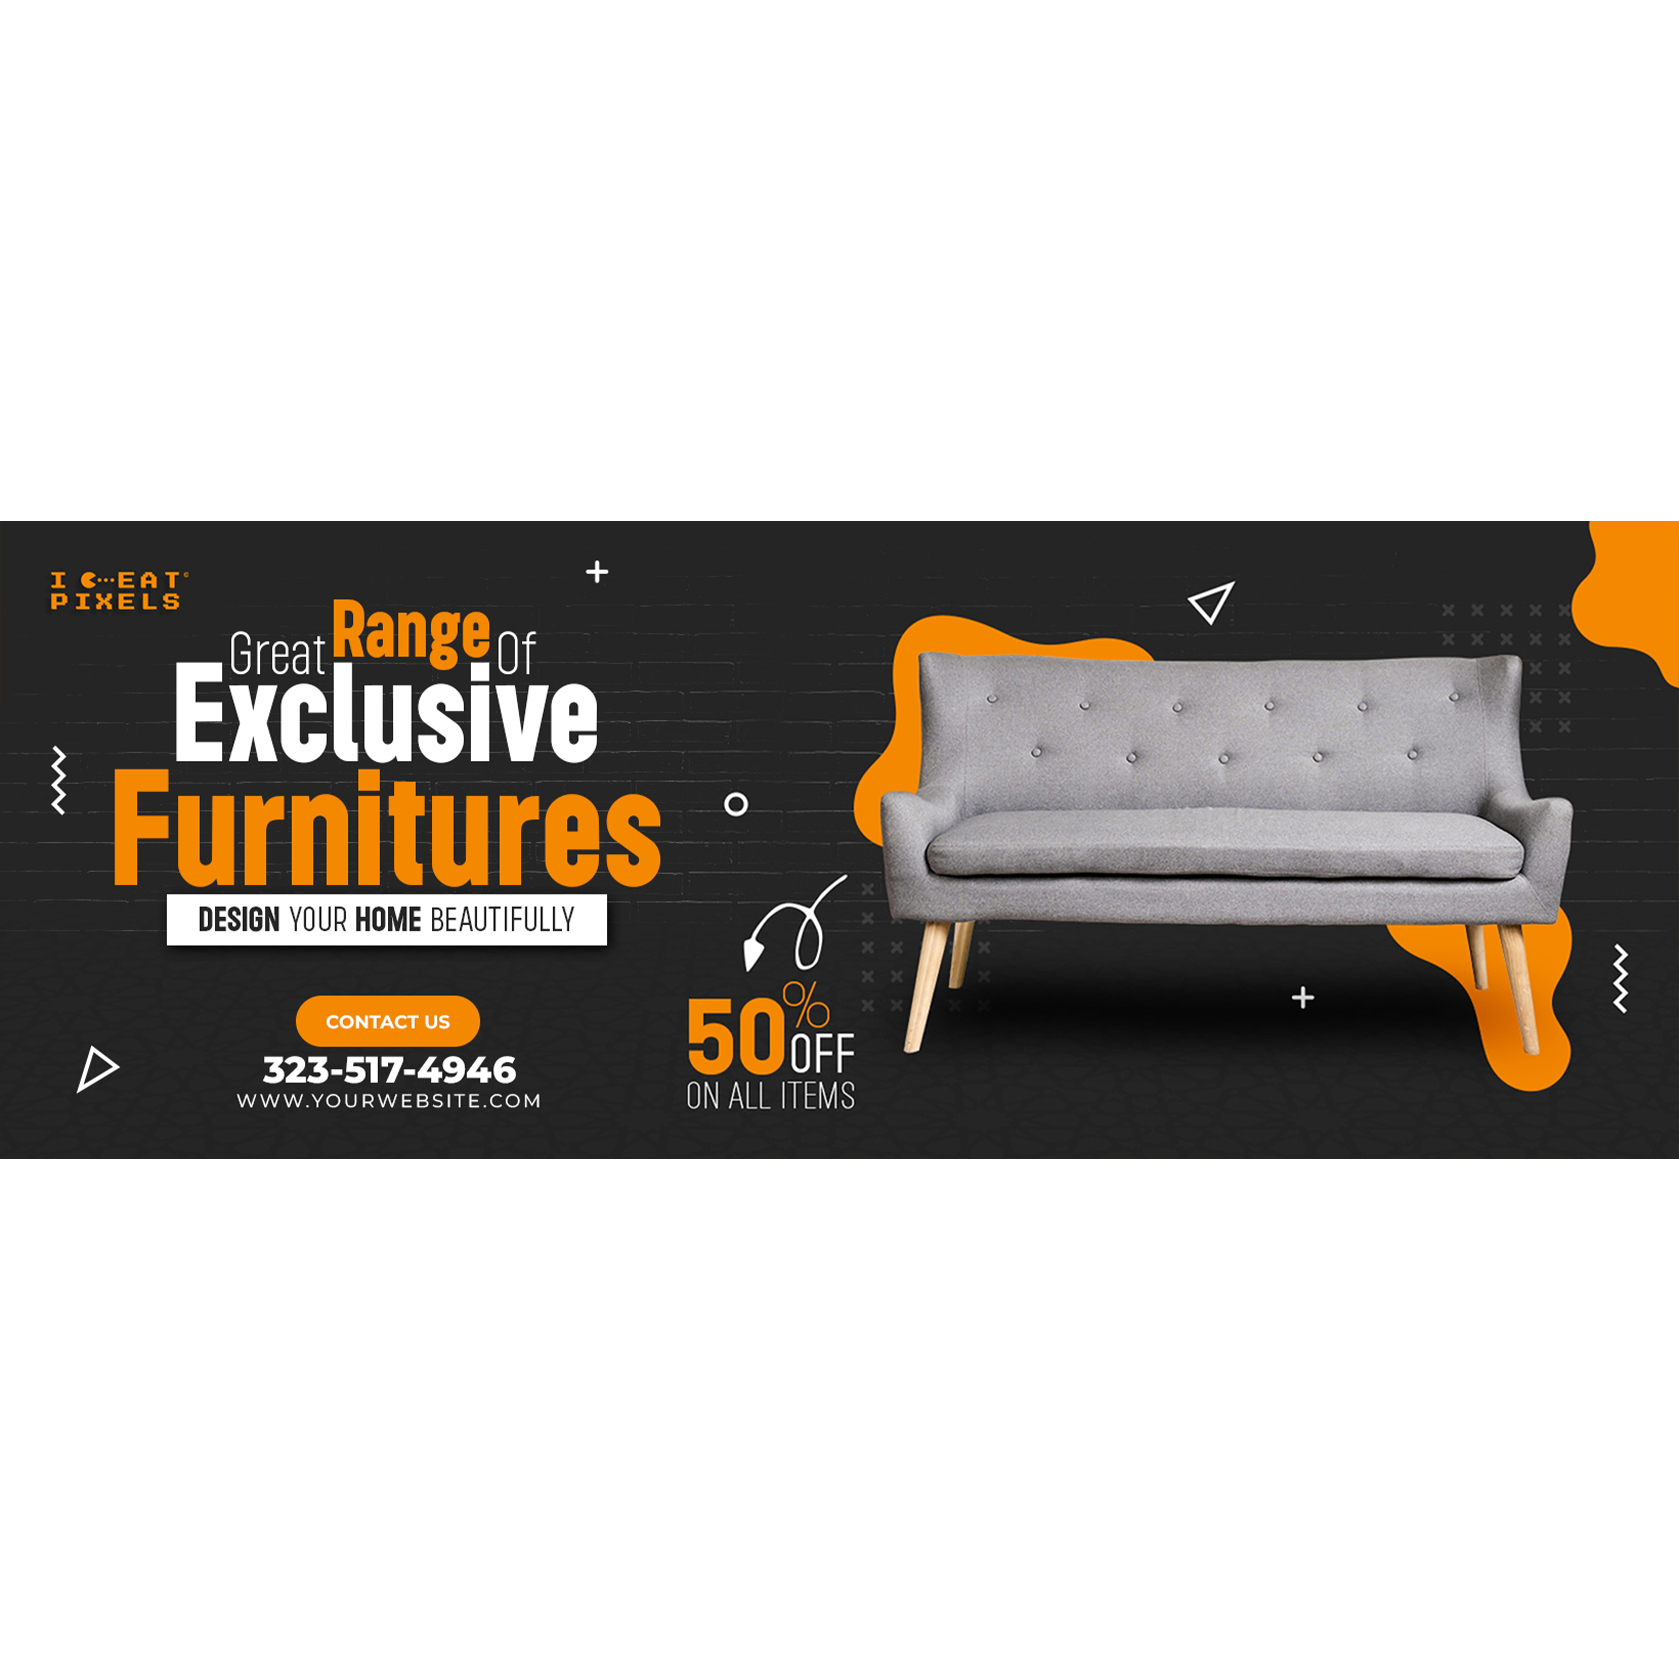 I EAT©
PIXELS
Great Range Of
Exclusive
Furnitures
DESIGN YOUR HOME BEAUTIFULLY
CONTACT US
323-517-4946
WWW.YOURWEBSITE.COM
50% OFF
ON ALL ITEMS